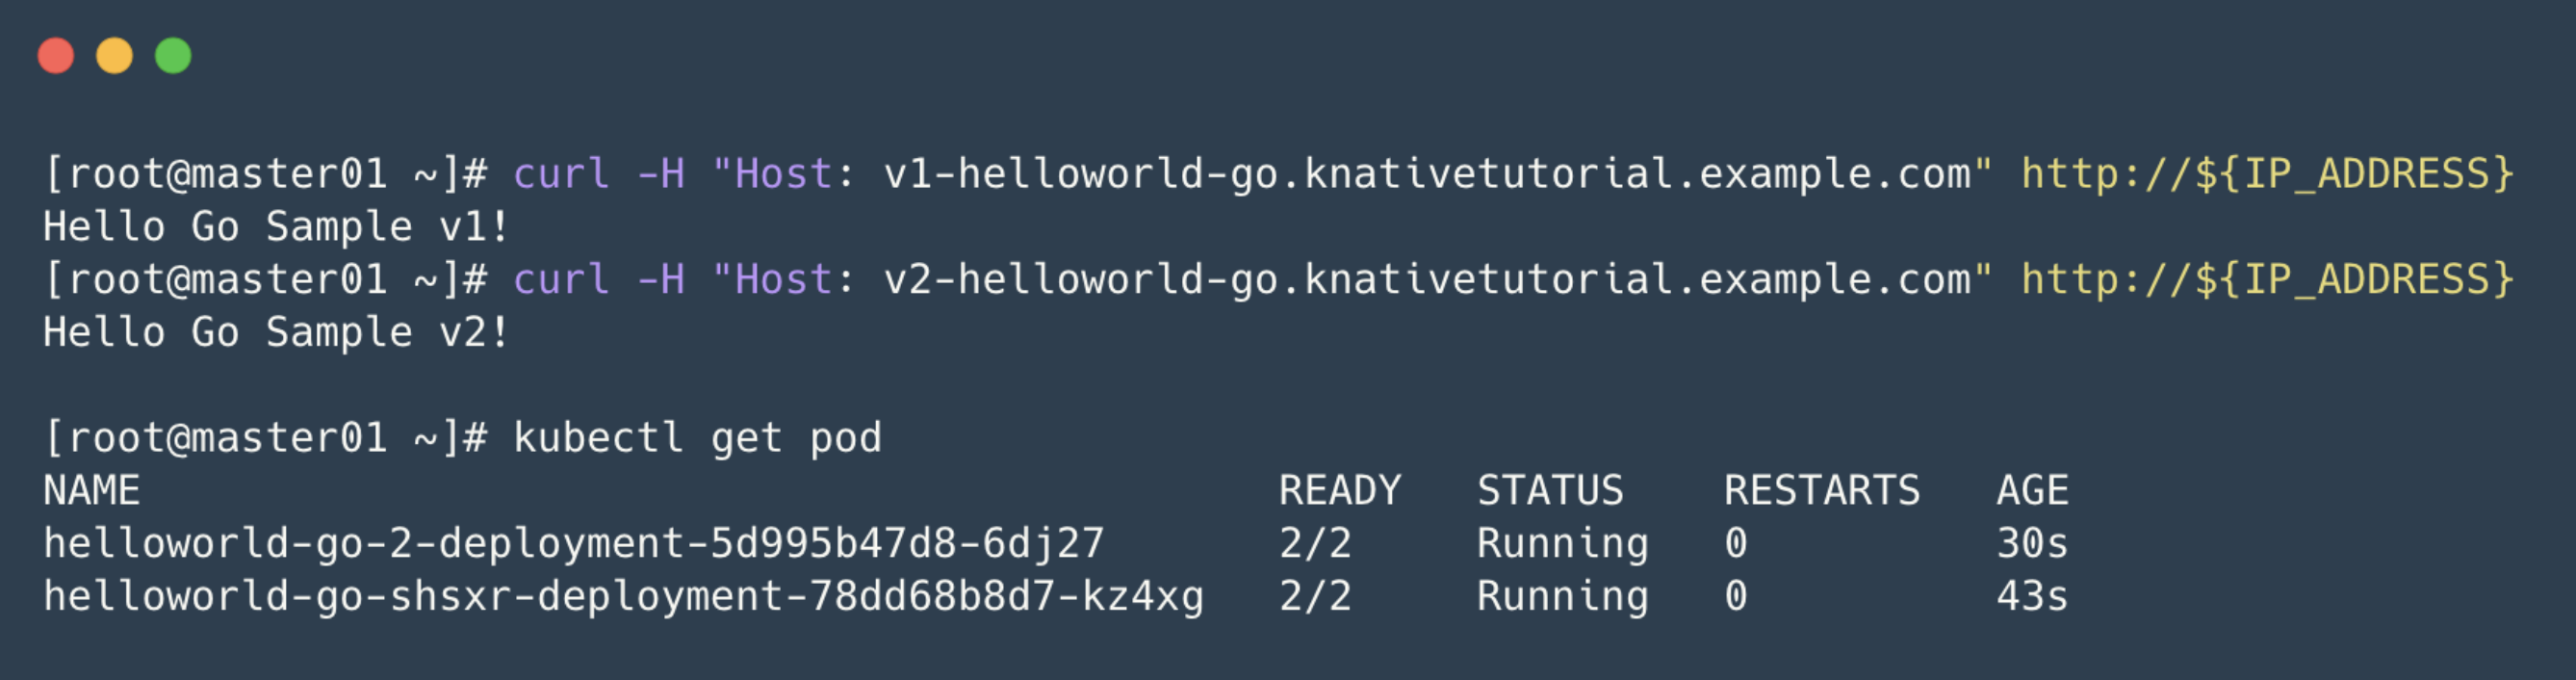 [root@master01 ~]# curl -H "Host: v1-helloworld-go.knativetutorial.example.com" http://${IP_ADDRESS}
Hello Go Sample v1!
[root@master01 ~]# curl -H "Host: v2-helloworld-go.knativetutorial.example.com" http://${IP_ADDRESS}
Hello Go Sample v2!
[root@master01 ~]# kubectl get pod
NAME READY STATUS RESTARTS AGE
helloworld-go-2-deployment-5d995b47d8-6dj27 2/2 Running 0 30s
helloworld-go-shsxr-deployment-78dd68b8d7-kz4xg 2/2 Running 0 43s